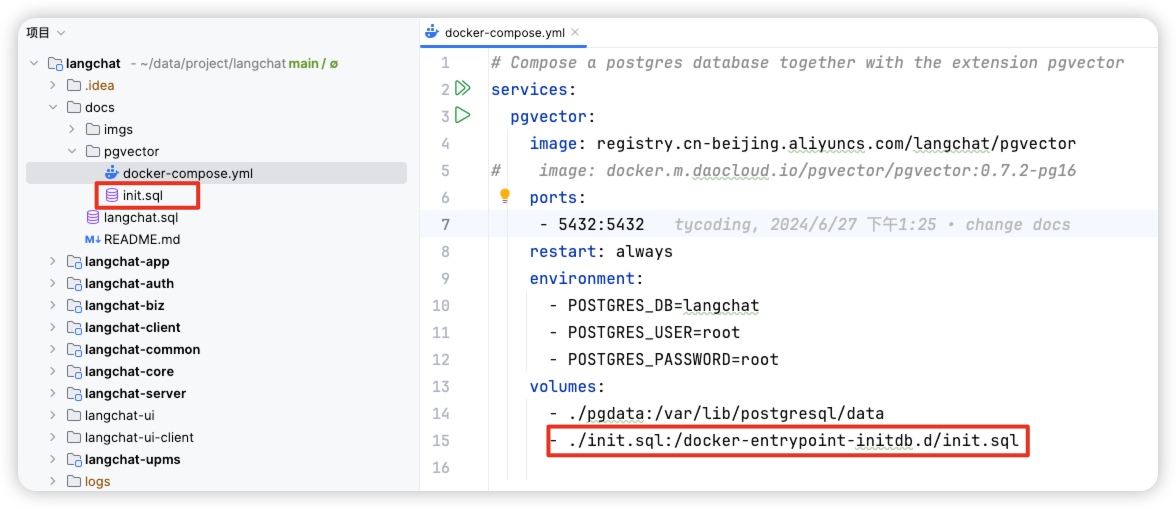 项目
langchat - ~/data/project/langchat main / ∅
.idea
docs
imgs
pgvector
docker-compose.yml
init.sql
langchat.sql
M↓ README.md
langchat-app
langchat-auth
langchat-biz
langchat-client
langchat-common
langchat-core
langchat-server
langchat-ui
langchat-ui-client
langchat-upms
logs
docker-compose.yml
1 # Compose a postgres database together with the extension pgvector
2 services:
3 pgvector:
4 image: registry.cn-beijing.aliyuncs.com/langchat/pgvector
5 # image: docker.m.daocloud.io/pgvector/pgvector:0.7.2-pg16
6 ports:
7 - 5432:5432 tycoding, 2024/6/27 下午1:25 • change docs
8 restart: always
9 environment:
10 - POSTGRES_DB=langchat
11 - POSTGRES_USER=root
12 - POSTGRES_PASSWORD=root
13 volumes:
14 - ./pgdata:/var/lib/postgresql/data
15 - ./init.sql:/docker-entrypoint-initdb.d/init.sql
16